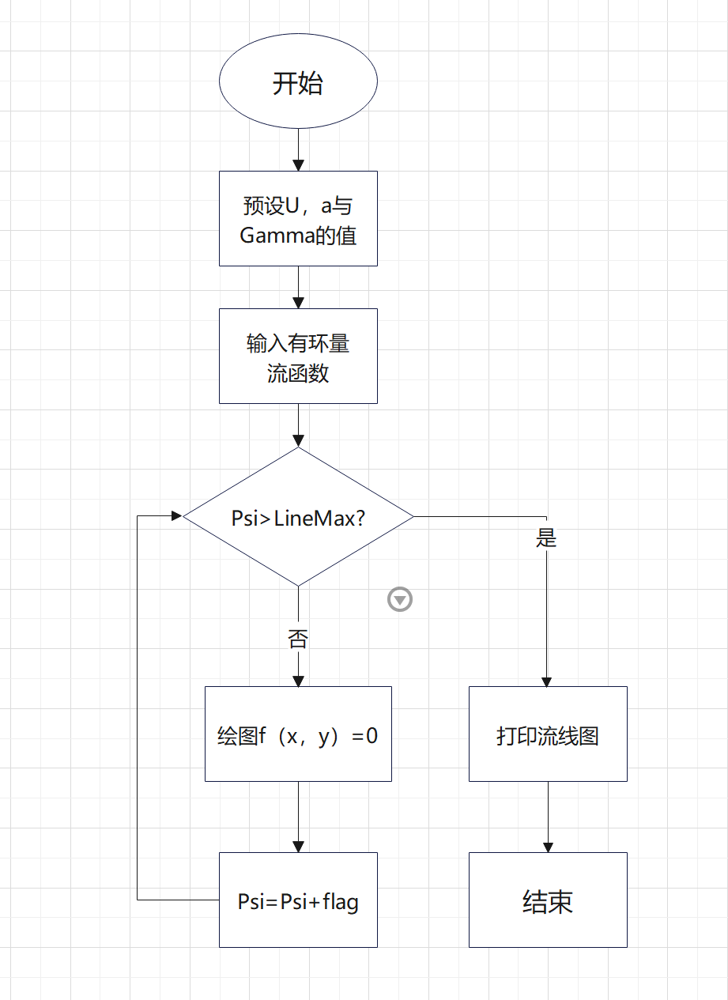 开始
预设U，a与
Gamma的值
输入有环量
流函数
Psi>LineMax?
是
否
绘图f（x，y）=0
打印流线图
Psi=Psi+flag
结束